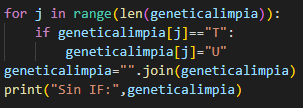 for j in range(len(geneticalimpia)):
    if geneticalimpia[j]=="T":
        geneticalimpia[j]="U"
geneticalimpia="".join(geneticalimpia)
print("Sin IF:",geneticalimpia)